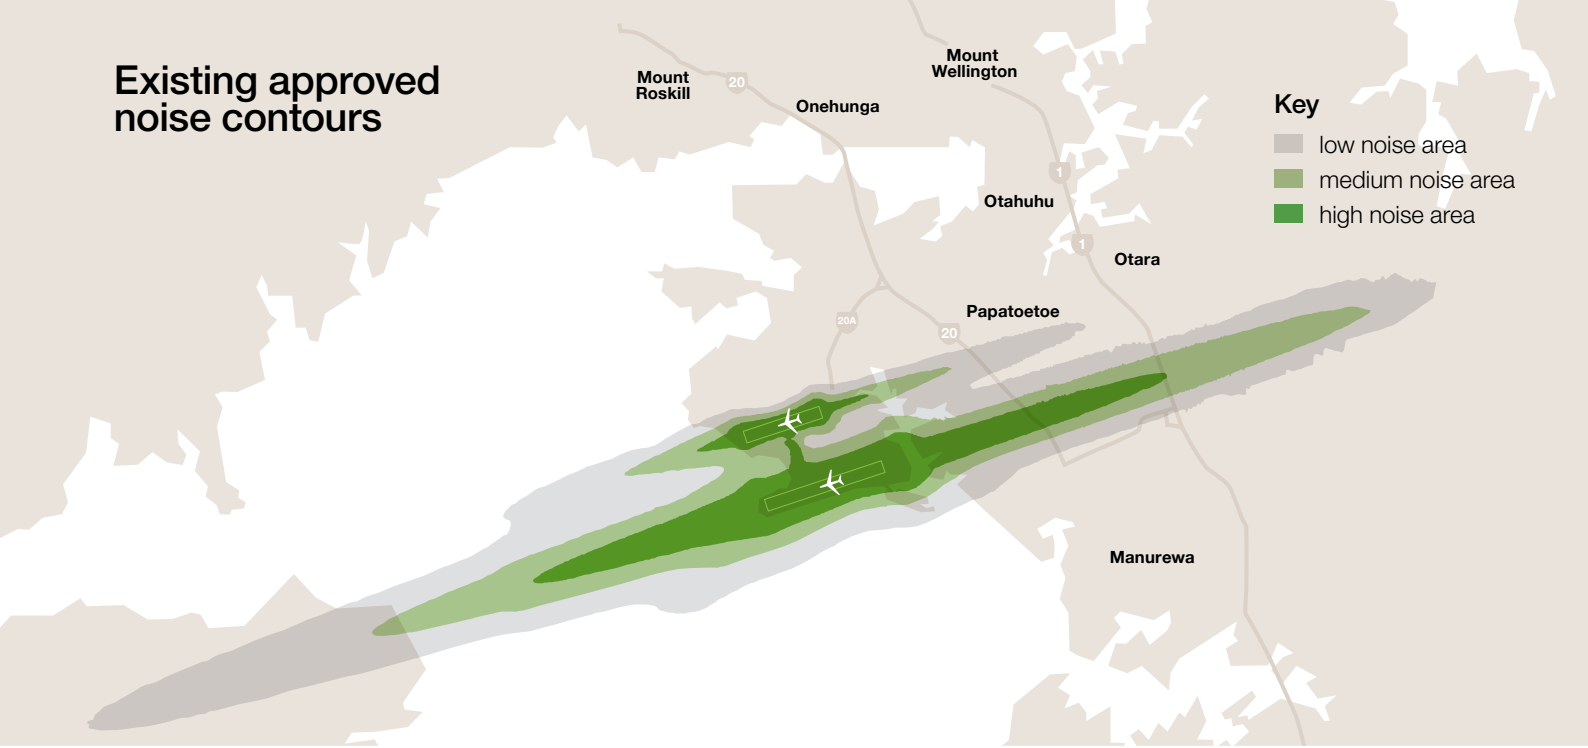 Existing approved
noise contours
Mount
Roskill
20
Onehunga
Mount
Wellington
Key
low noise area
medium noise area
high noise area
1
Otahuhu
1
Otara
Papatoetoe
20A
20
Manurewa